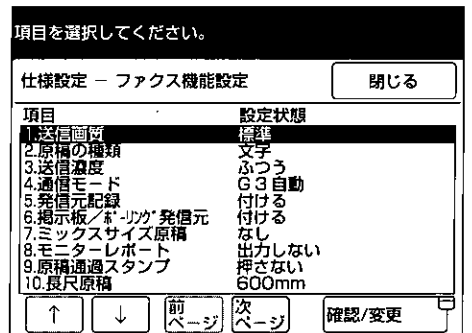 項目を選択してください。
仕様設定 － ファクス機能設定 閉じる
項目 設定状態
1.送信画質 標準
2.原稿の種類 文字
3.送信濃度 ふつう
4.通信モード G3自動
5.発信元記録 付ける
6.掲示板／ﾎﾟｰﾘﾝｸﾞ発信元 付ける
7.ミックスサイズ原稿 なし
8.モニターレポート 出力しない
9.原稿通過スタンプ 押さない
10.長尺原稿 600mm
↑ ↓ 前ページ 次ページ 確認/変更